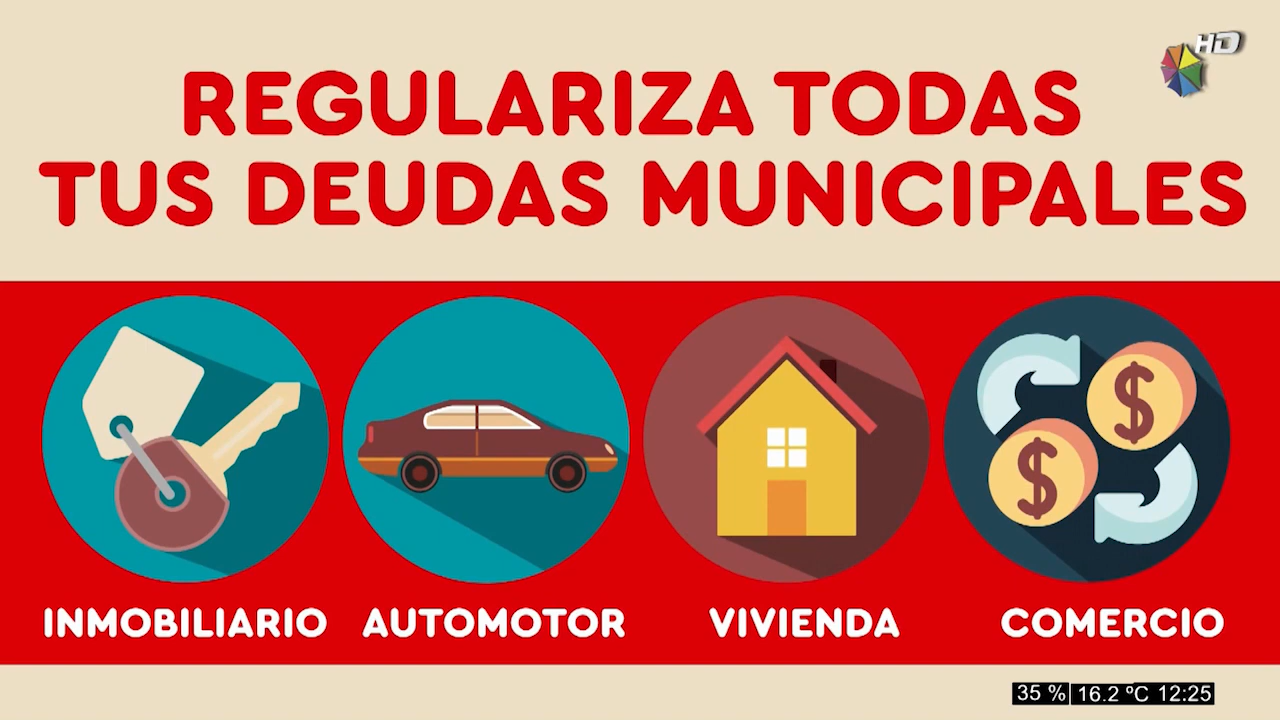 HD
REGULARIZA TODAS
TUS DEUDAS MUNICIPALES
$
$
INMOBILIARIO AUTOMOTOR VIVIENDA COMERCIO
35 % 16.2 ºC 12:25